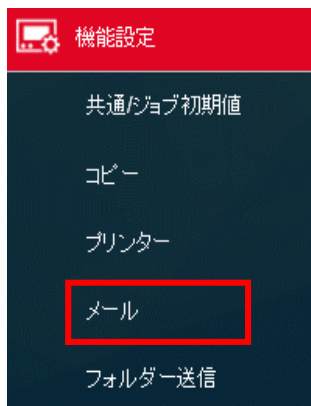 機能設定
共通/ジョブ初期値
コピー
プリンター
メール
フォルダー送信